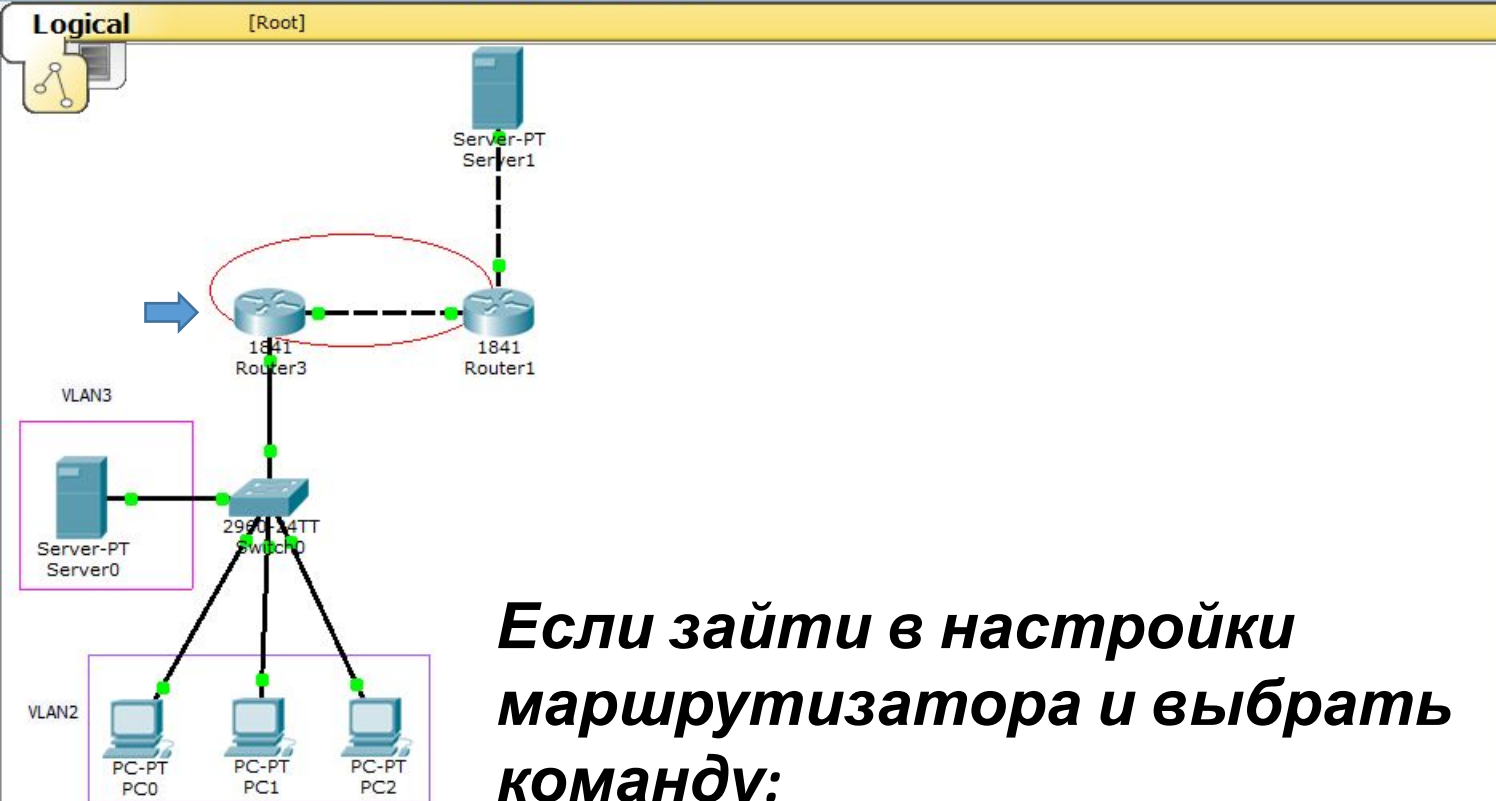 Logical [Root]
Server-PT
Server1
1841
Router3
1841
Router1
VLAN3
Server-PT
Server0
2960-24TT
Switch0
VLAN2
PC-PT
PC0
PC-PT
PC1
PC-PT
PC2
Если зайти в настройки
маршрутизатора и выбрать
команду: